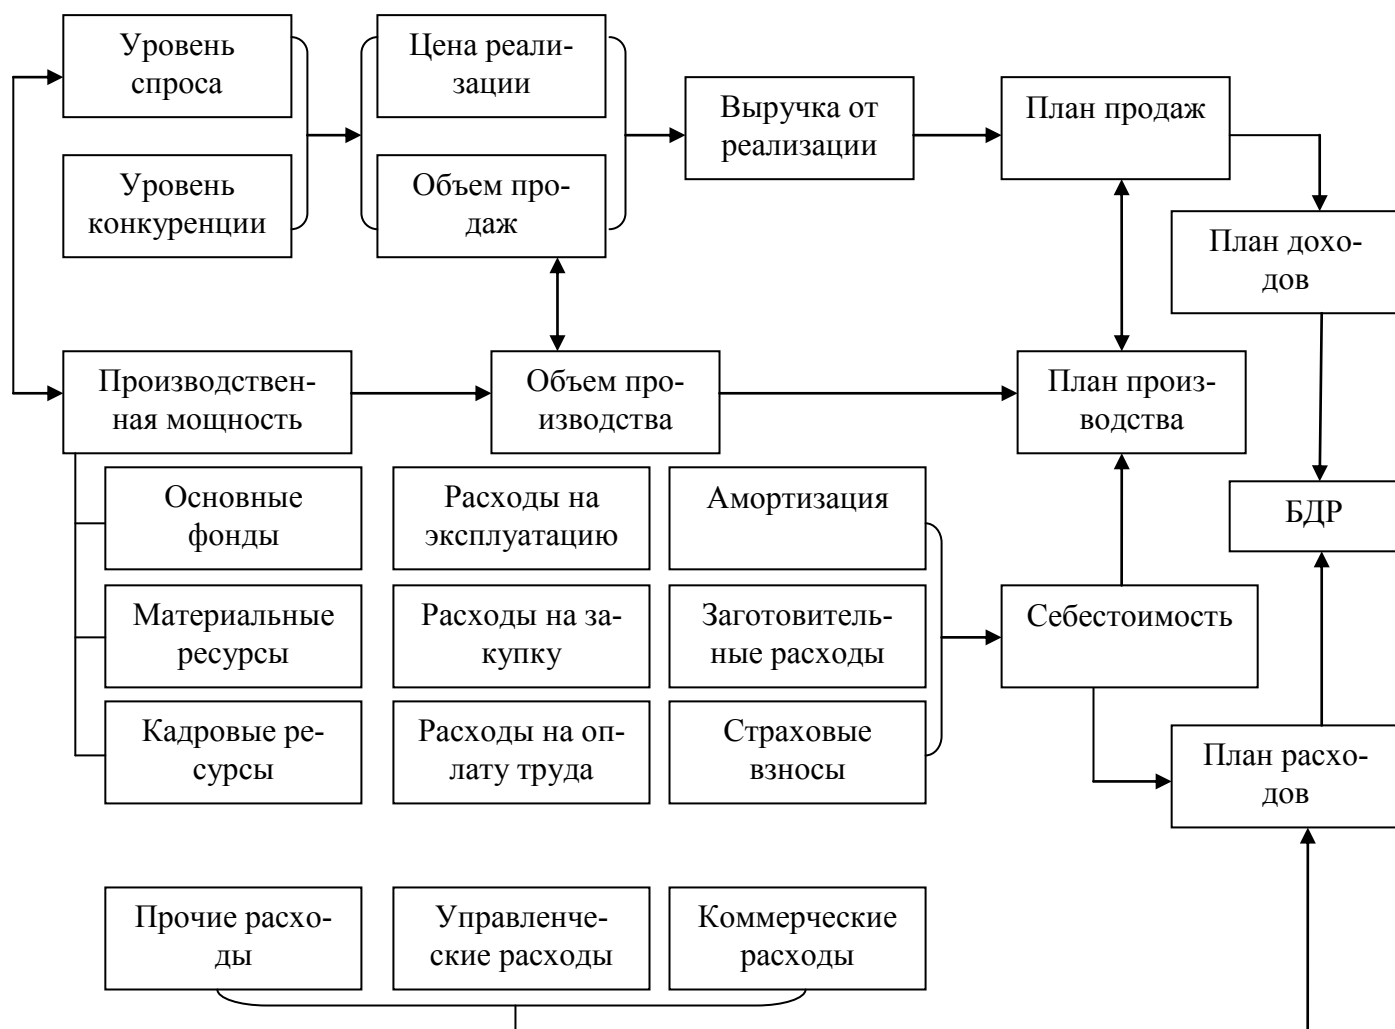 Уровень
спроса
Цена реали-
зации
Выручка от
реализации
План продаж
Уровень
конкуренции
Объем про-
даж
План дохо-
дов
Производствен-
ная мощность
Объем про-
изводства
План произ-
водства
Основные
фонды
Расходы на
эксплуатацию
Амортизация
БДР
Материальные
ресурсы
Расходы на за-
купку
Заготовитель-
ные расходы
Себестоимость
Кадровые ре-
сурсы
Расходы на оп-
лату труда
Страховые
взносы
План расхо-
дов
Прочие расхо-
ды
Управленче-
ские расходы
Коммерческие
расходы